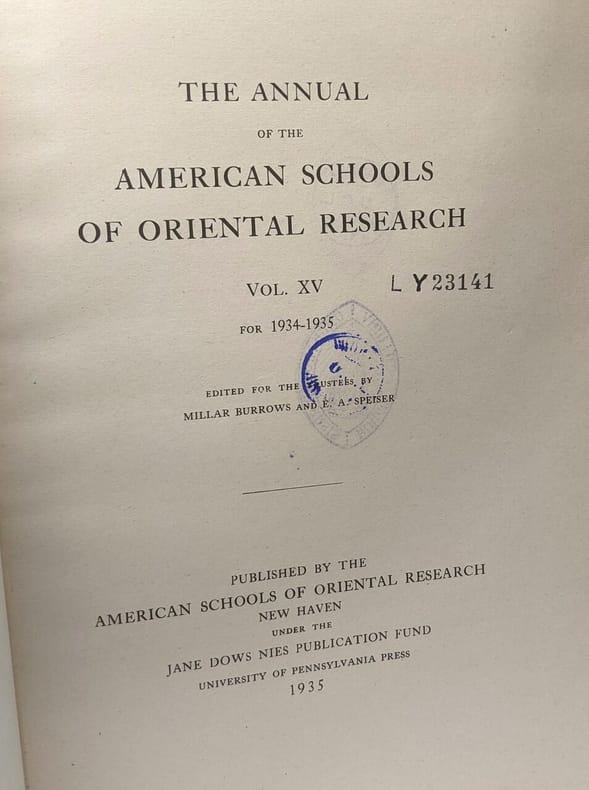 THE ANNUAL
OF THE
AMERICAN SCHOOLS
OF ORIENTAL RESEARCH
VOL. XV
L Y23141
FOR 1934-1935
EDITED FOR THE TRUSTEES BY
MILLAR BURROWS AND E. A. SPEISER
PUBLISHED BY THE
AMERICAN SCHOOLS OF ORIENTAL RESEARCH
NEW HAVEN
UNDER THE
JANE DOWS NIES PUBLICATION FUND
UNIVERSITY OF PENNSYLVANIA PRESS
1935